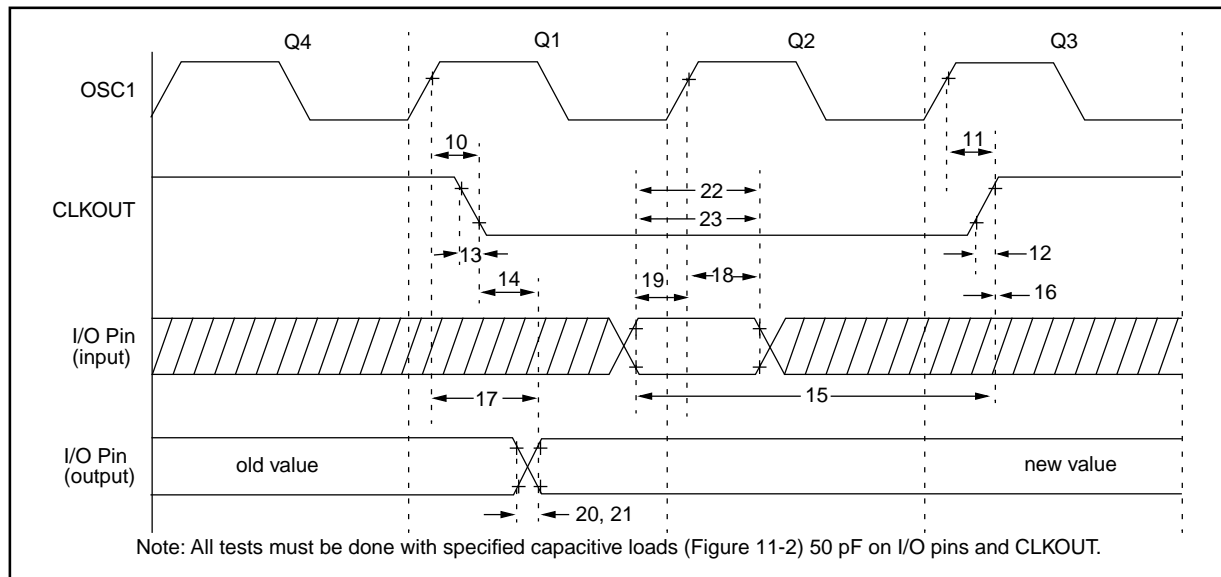 Q4 Q1 Q2 Q3
OSC1
10 11
CLKOUT
22
23
13 12
14 19 18 16
I/O Pin
(input)
17 15
I/O Pin
(output)
old value new value
20, 21
Note: All tests must be done with specified capacitive loads (Figure 11-2) 50 pF on I/O pins and CLKOUT.